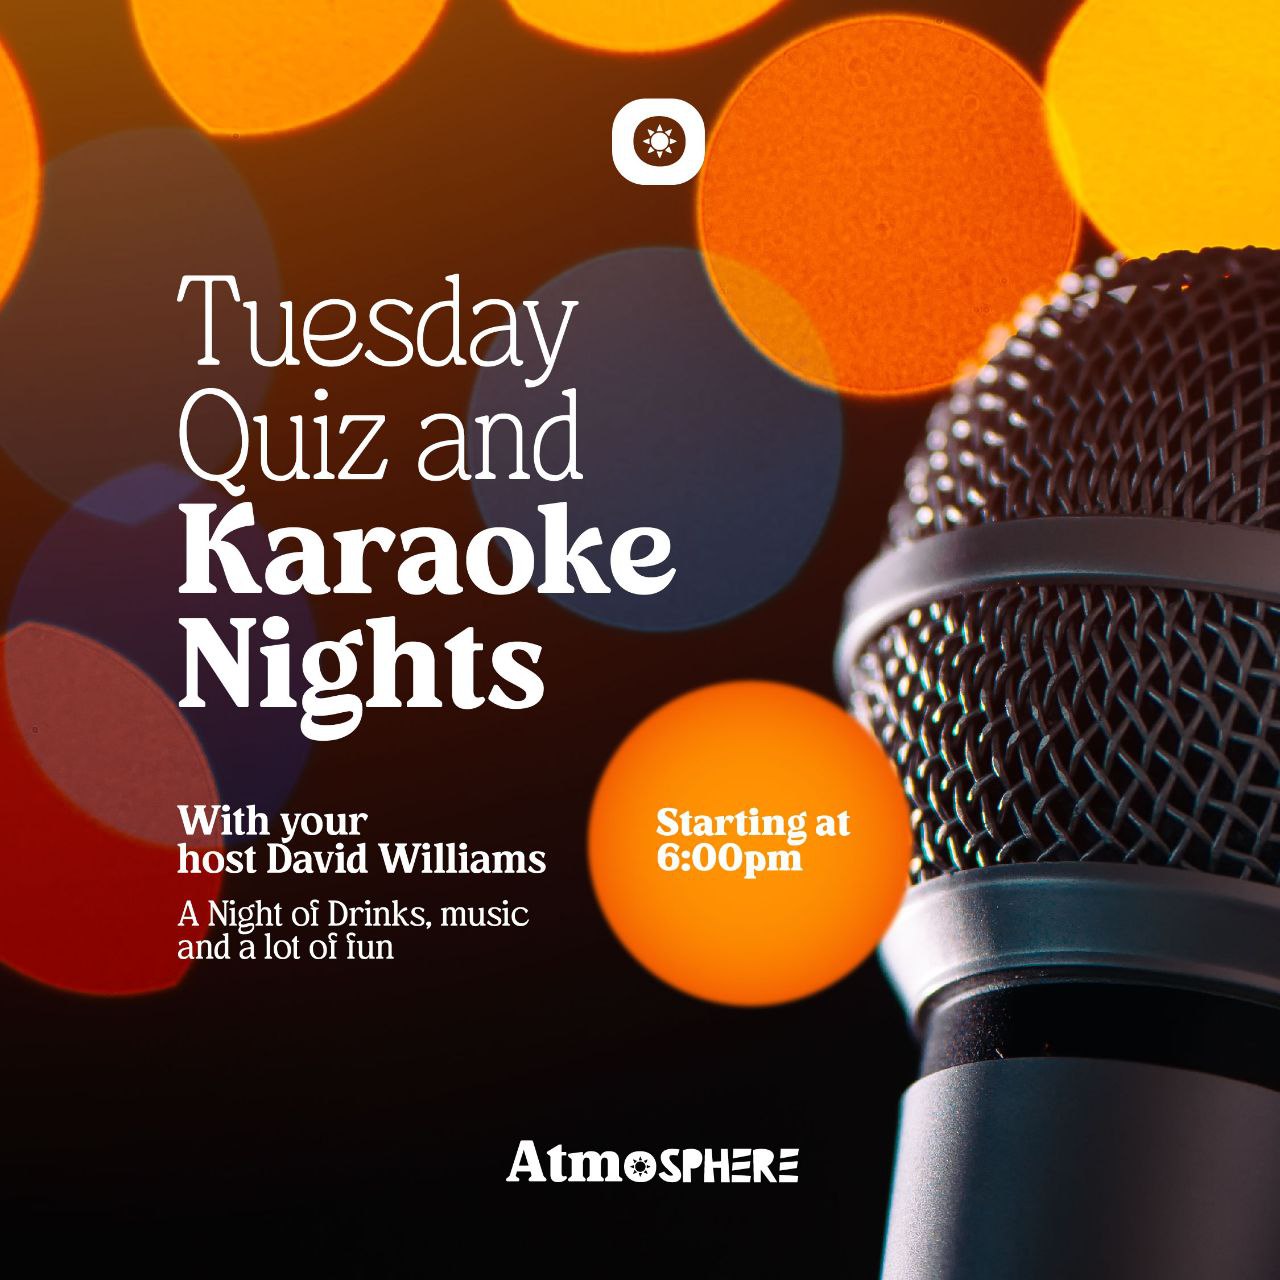 Tuesday
Quiz and
Karaoke
Nights
With your
host David Williams
A Night of Drinks, music
and a lot of fun
Starting at
6:00pm
AtmOSPHERE